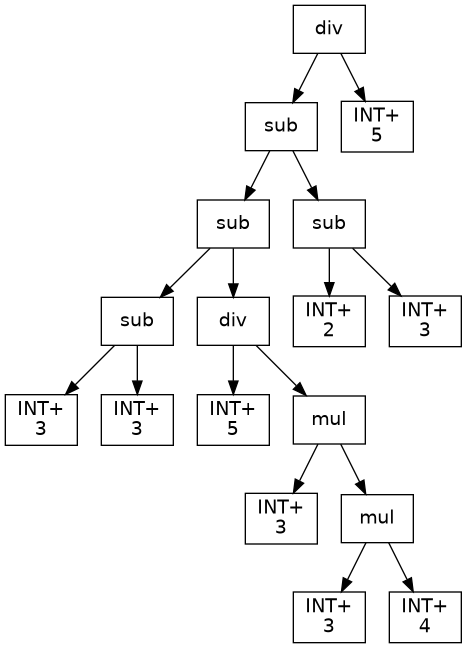 div
sub
INT+
5
sub
sub
sub
div
INT+
2
INT+
3
INT+
3
INT+
3
INT+
5
mul
INT+
3
mul
INT+
3
INT+
4